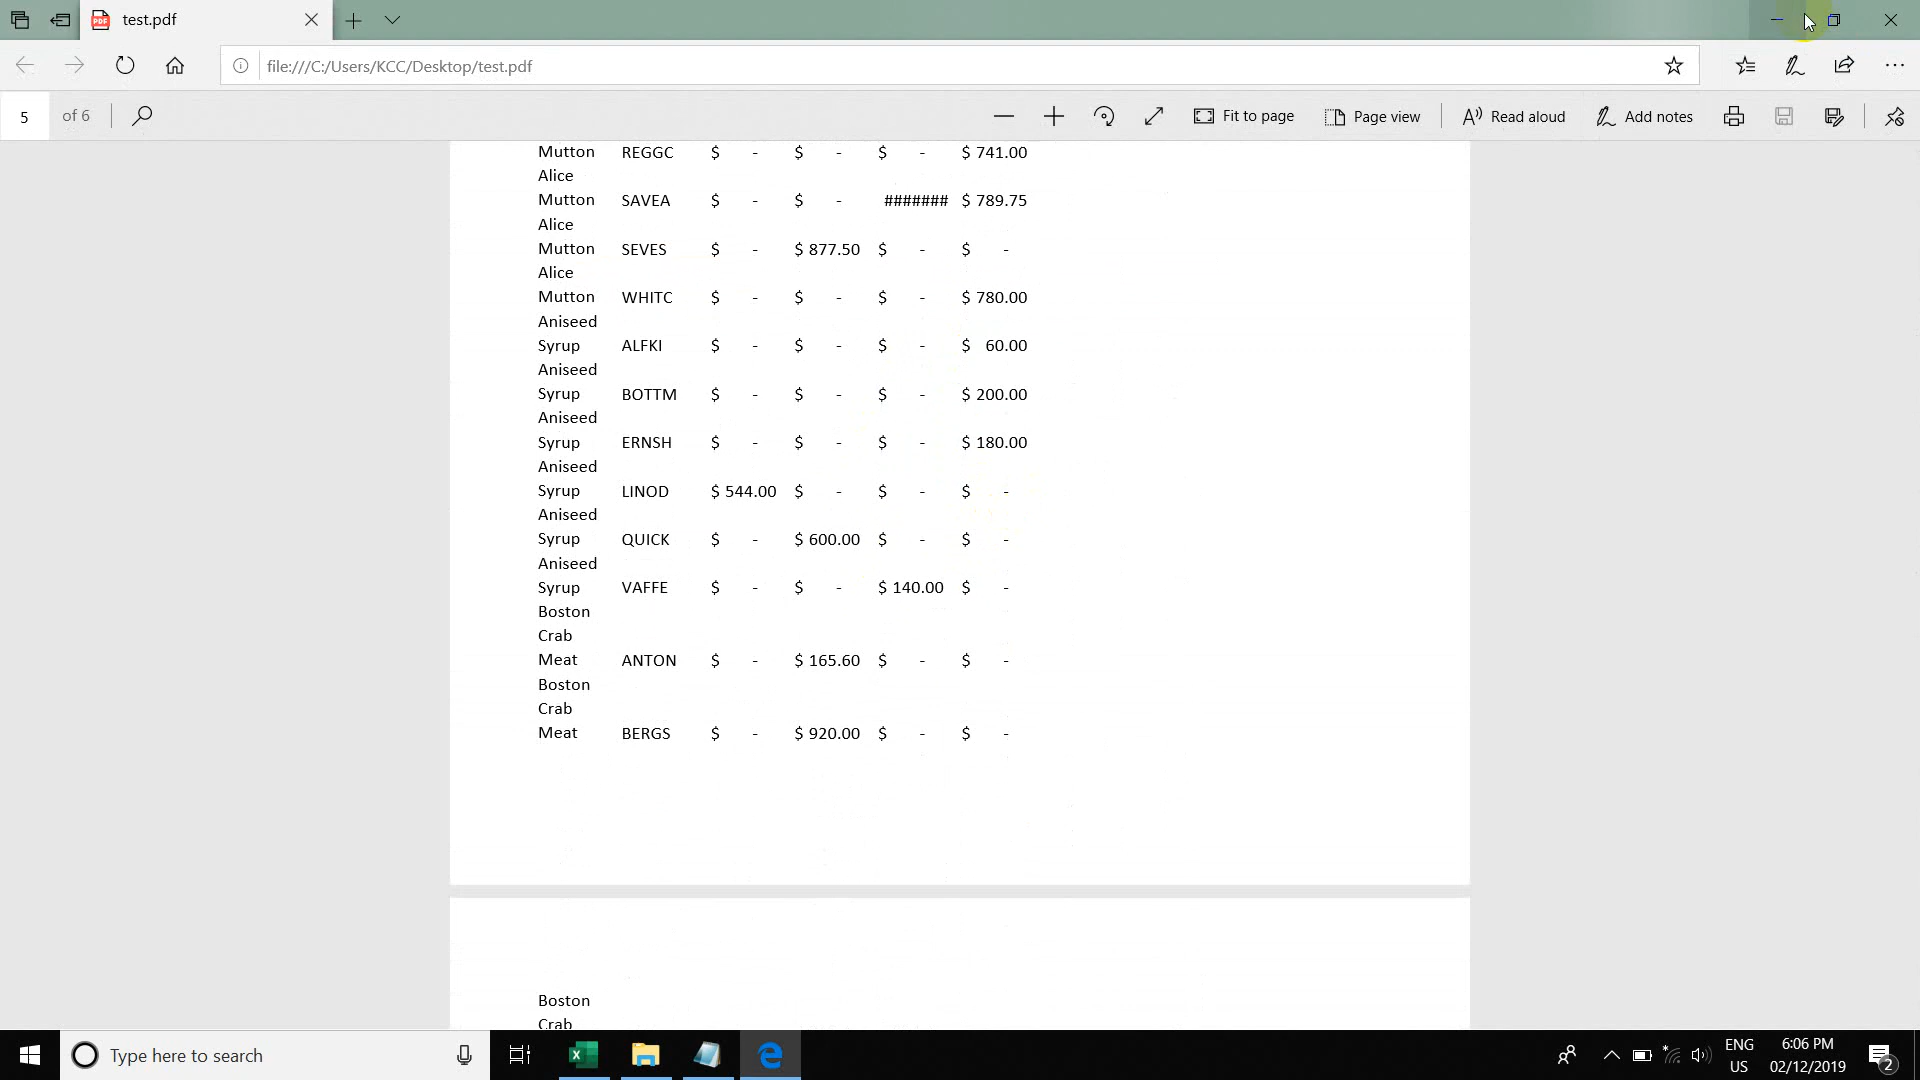 test.pdf
file:///C:/Users/KCC/Desktop/test.pdf
5 of 6 Fit to page Page view Read aloud Add notes
Mutton REGGC $ - $ - $ - $ 741.00
Alice
Mutton SAVEA $ - $ - ####### $ 789.75
Alice
Mutton SEVES $ - $ 877.50 $ - $ -
Alice
Mutton WHITC $ - $ - $ - $ 780.00
Aniseed
Syrup ALFKI $ - $ - $ - $ 60.00
Aniseed
Syrup BOTTM $ - $ - $ - $ 200.00
Aniseed
Syrup ERNSH $ - $ - $ - $ 180.00
Aniseed
Syrup LINOD $ 544.00 $ - $ - $ -
Aniseed
Syrup QUICK $ - $ 600.00 $ - $ -
Aniseed
Syrup VAFFE $ - $ - $ 140.00 $ -
Boston
Crab
Meat ANTON $ - $ 165.60 $ - $ -
Boston
Crab
Meat BERGS $ - $ 920.00 $ - $ -
Boston
Crab
Type here to search
ENG 6:06 PM
US 02/12/2019 2